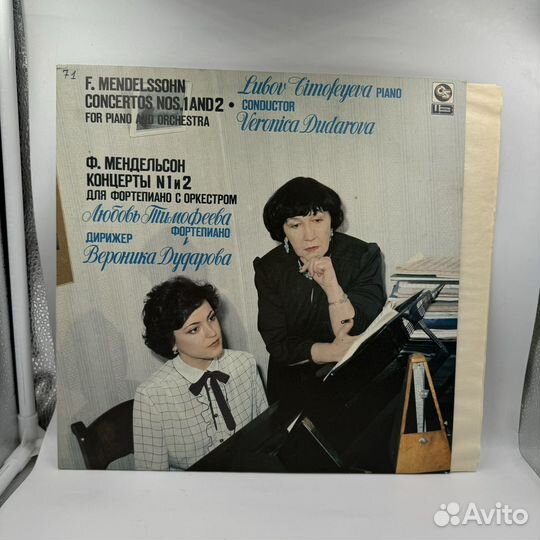 71
F. MENDELSSOHN
CONCERTOS NOS,1 AND 2 •
FOR PIANO AND ORCHESTRA
Lubov Timofeyeva PIANO
CONDUCTOR
Veronica Dudarova
Ф. МЕНДЕЛЬСОН
КОНЦЕРТЫ N1 и 2
ДЛЯ ФОРТЕПИАНО С ОРКЕСТРОМ
Любовь Тимофеева
ФОРТЕПИАНО
ДИРИЖЕР
Вероника Дударова
Avito